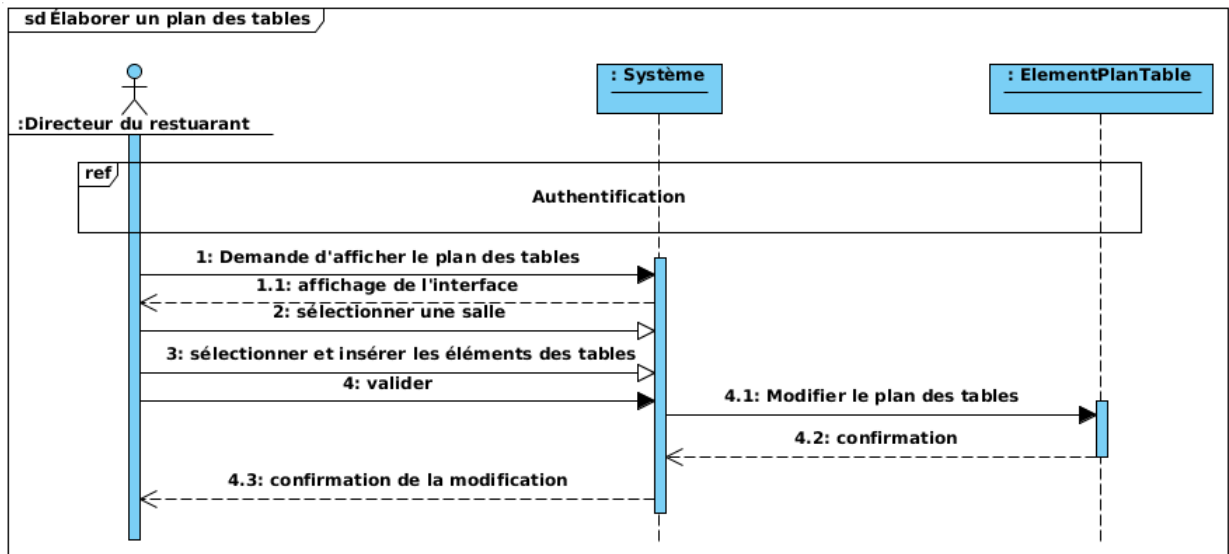 sd Élaborer un plan des tables
: Système
: ElementPlanTable
:Directeur du restuarant
ref
Authentification
1: Demande d'afficher le plan des tables
1.1: affichage de l'interface
2: sélectionner une salle
3: sélectionner et insérer les éléments des tables
4: valider
4.1: Modifier le plan des tables
4.2: confirmation
4.3: confirmation de la modification